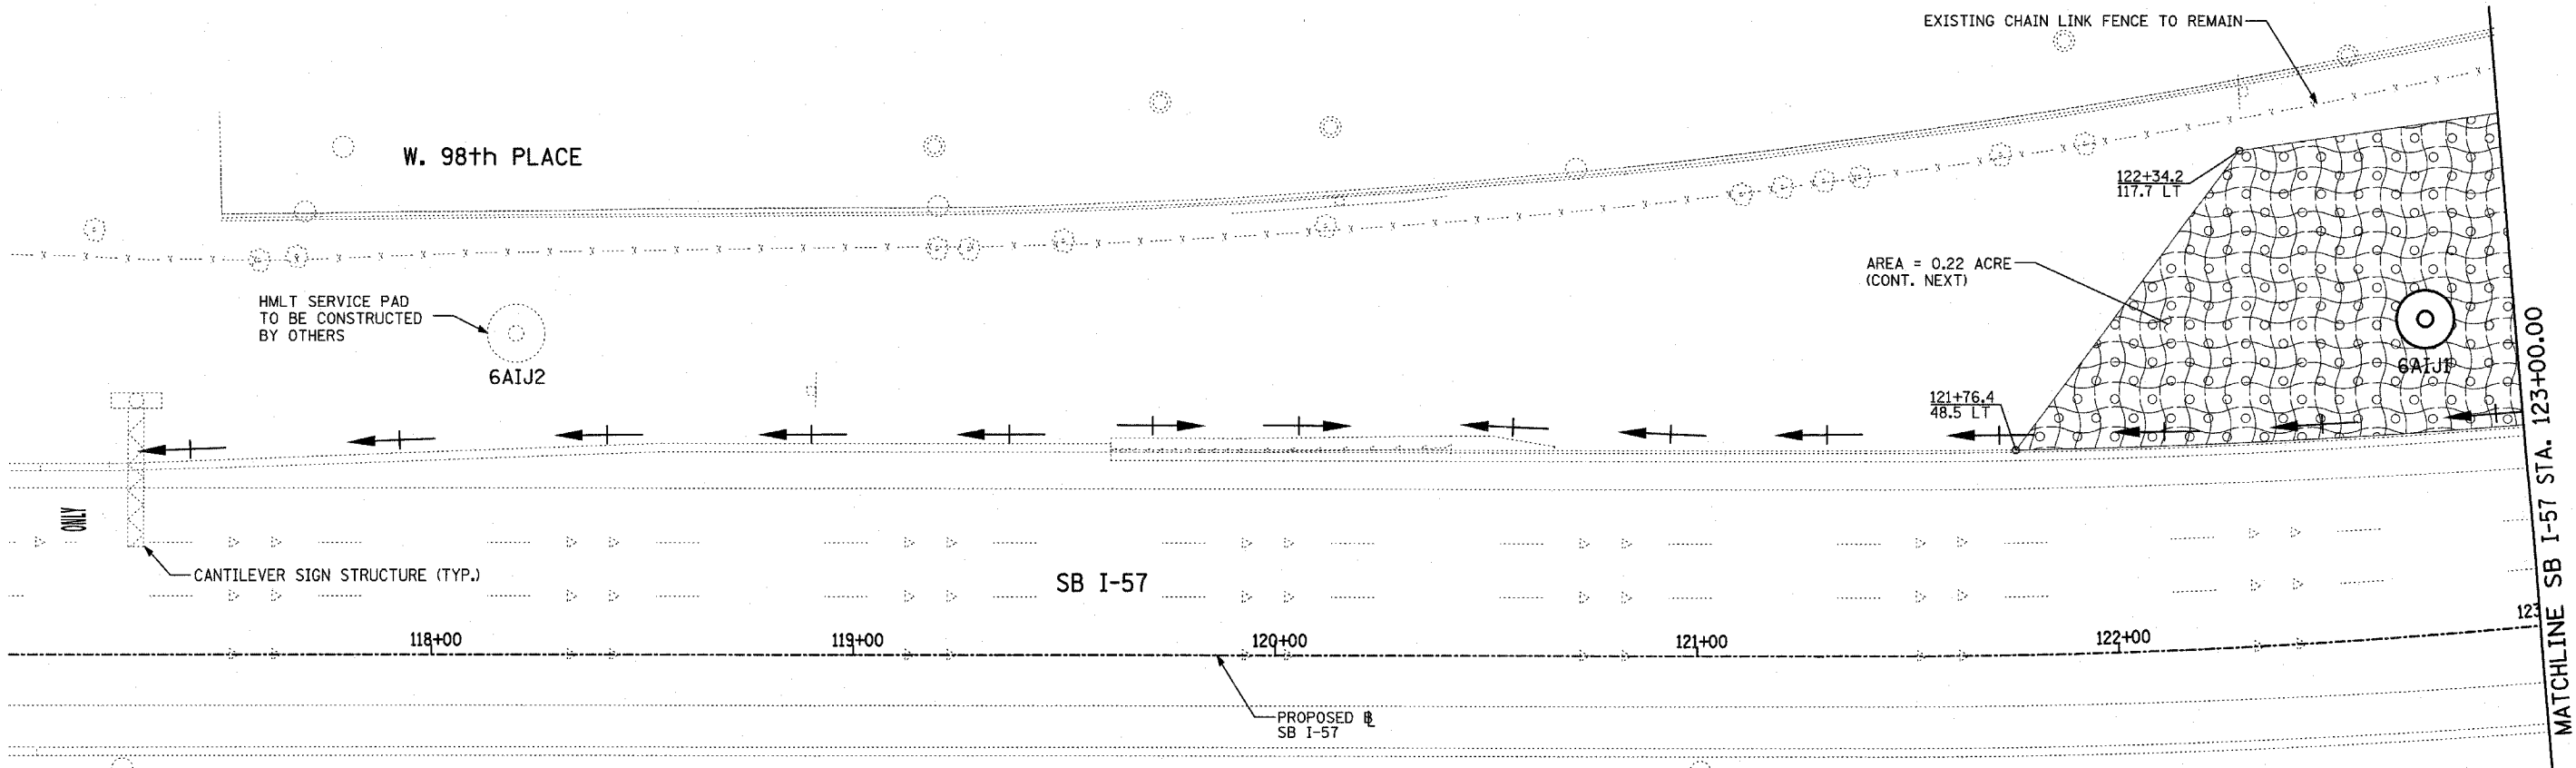 EXISTING CHAIN LINK FENCE TO REMAIN
W. 98th PLACE
122+34.2
117.7 LT
AREA = 0.22 ACRE
(CONT. NEXT)
HMLT SERVICE PAD
TO BE CONSTRUCTED
BY OTHERS
6AIJ2
6AIJ1
121+76.4
48.5 LT
ONLY
CANTILEVER SIGN STRUCTURE (TYP.)
SB I-57
118+00
119+00
120+00
121+00
122+00
123
PROPOSED ℄
SB I-57
MATCHLINE SB I-57 STA. 123+00.00